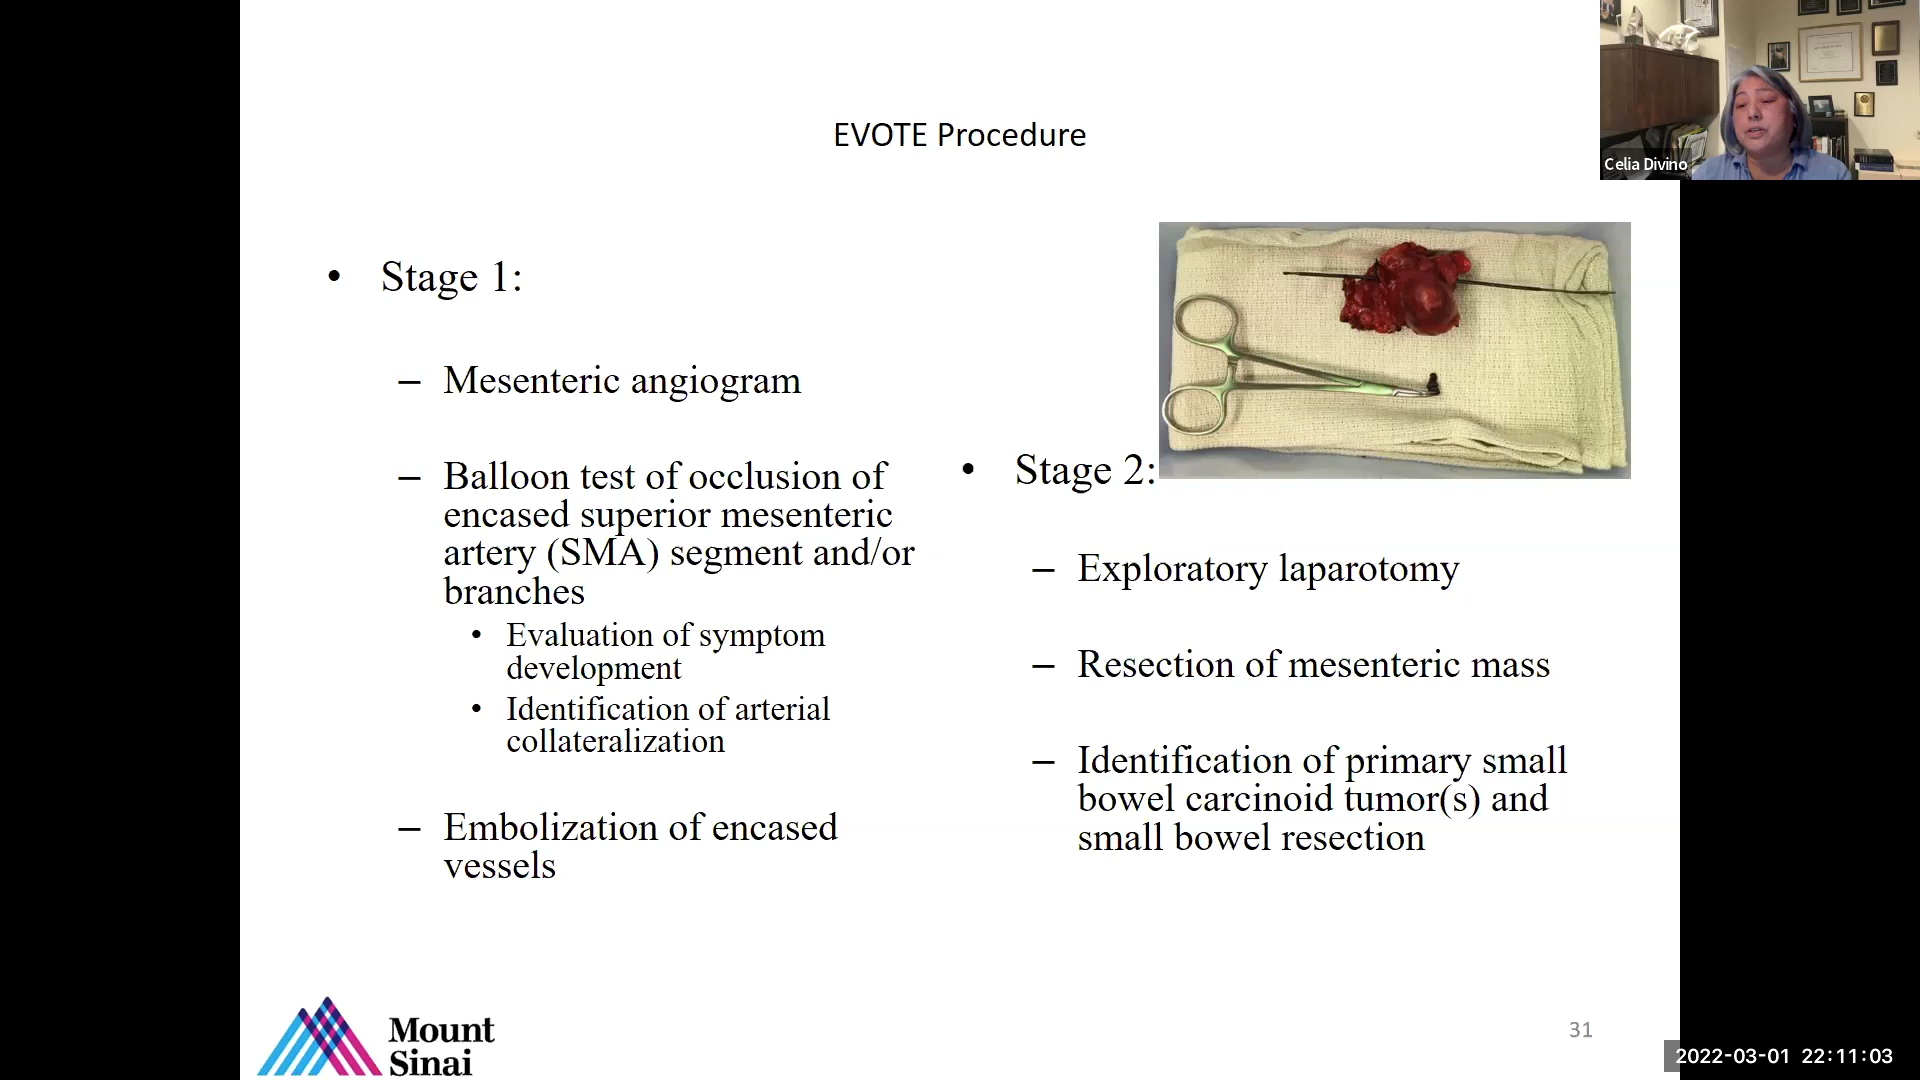 EVOTE Procedure
Celia Divino
• Stage 1:
– Mesenteric angiogram
– Balloon test of occlusion of
encased superior mesenteric
artery (SMA) segment and/or
branches
• Evaluation of symptom
development
• Identification of arterial
collateralization
– Embolization of encased
vessels
• Stage 2:
– Exploratory laparotomy
– Resection of mesenteric mass
– Identification of primary small
bowel carcinoid tumor(s) and
small bowel resection
Mount
Sinai
31
2022-03-01 22:11:03